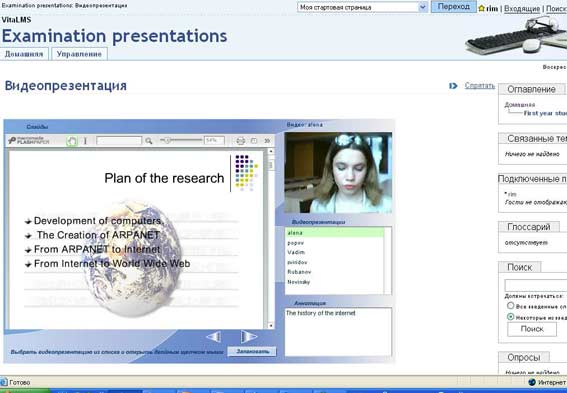 Examination presentations: Видеопрезентация
Моя стартовая страница
Переход
rim | Входящие | Поиск
VitaLMS
Examination presentations
Домашняя
Управление
Воскресе
Видеопрезентация
Спрятать
Слайды
macromedia
FLASHPAPER
54%
Plan of the research
Development of computers.
The Creation of ARPANET
From ARPANET to Internet
From Internet to World Wide Web
Выбрать видеопрезентацию из списка и открыть двойным щелчком мыши
Видео: alena
Видеопрезентации
alena
popov
Vadim
sviridov
Rubanov
Novinsky
Аннотация
The history of the internet
Оглавление
Домашняя
First year stu
Связанные тем
Ничего не найдено
Подключенные п
rim
Гости не отображаю
Глоссарий
отсутствует
Поиск
Должны встречаться:
Все введенные сл
Некоторые из введ
Поиск
Опросы
Ничего не найдено
Готово
Интернет